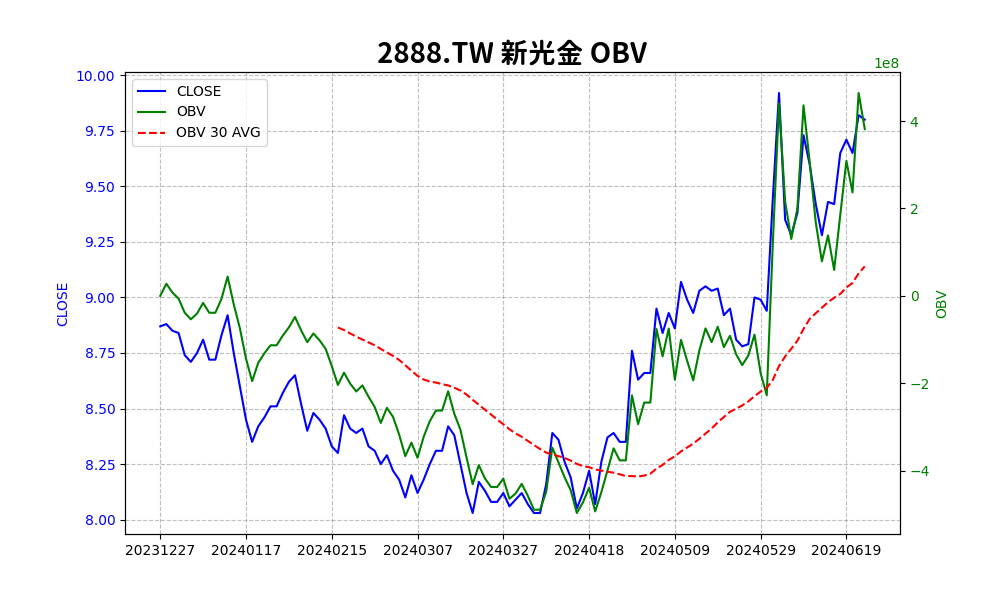 2888.TW 新光金 OBV
1e8
CLOSE
OBV
OBV 30 AVG
10.00
9.75
9.50
9.25
9.00
8.75
8.50
8.25
8.00
CLOSE
4
2
0
−2
−4
OBV
20231227 20240117 20240215 20240307 20240327 20240418 20240509 20240529 20240619